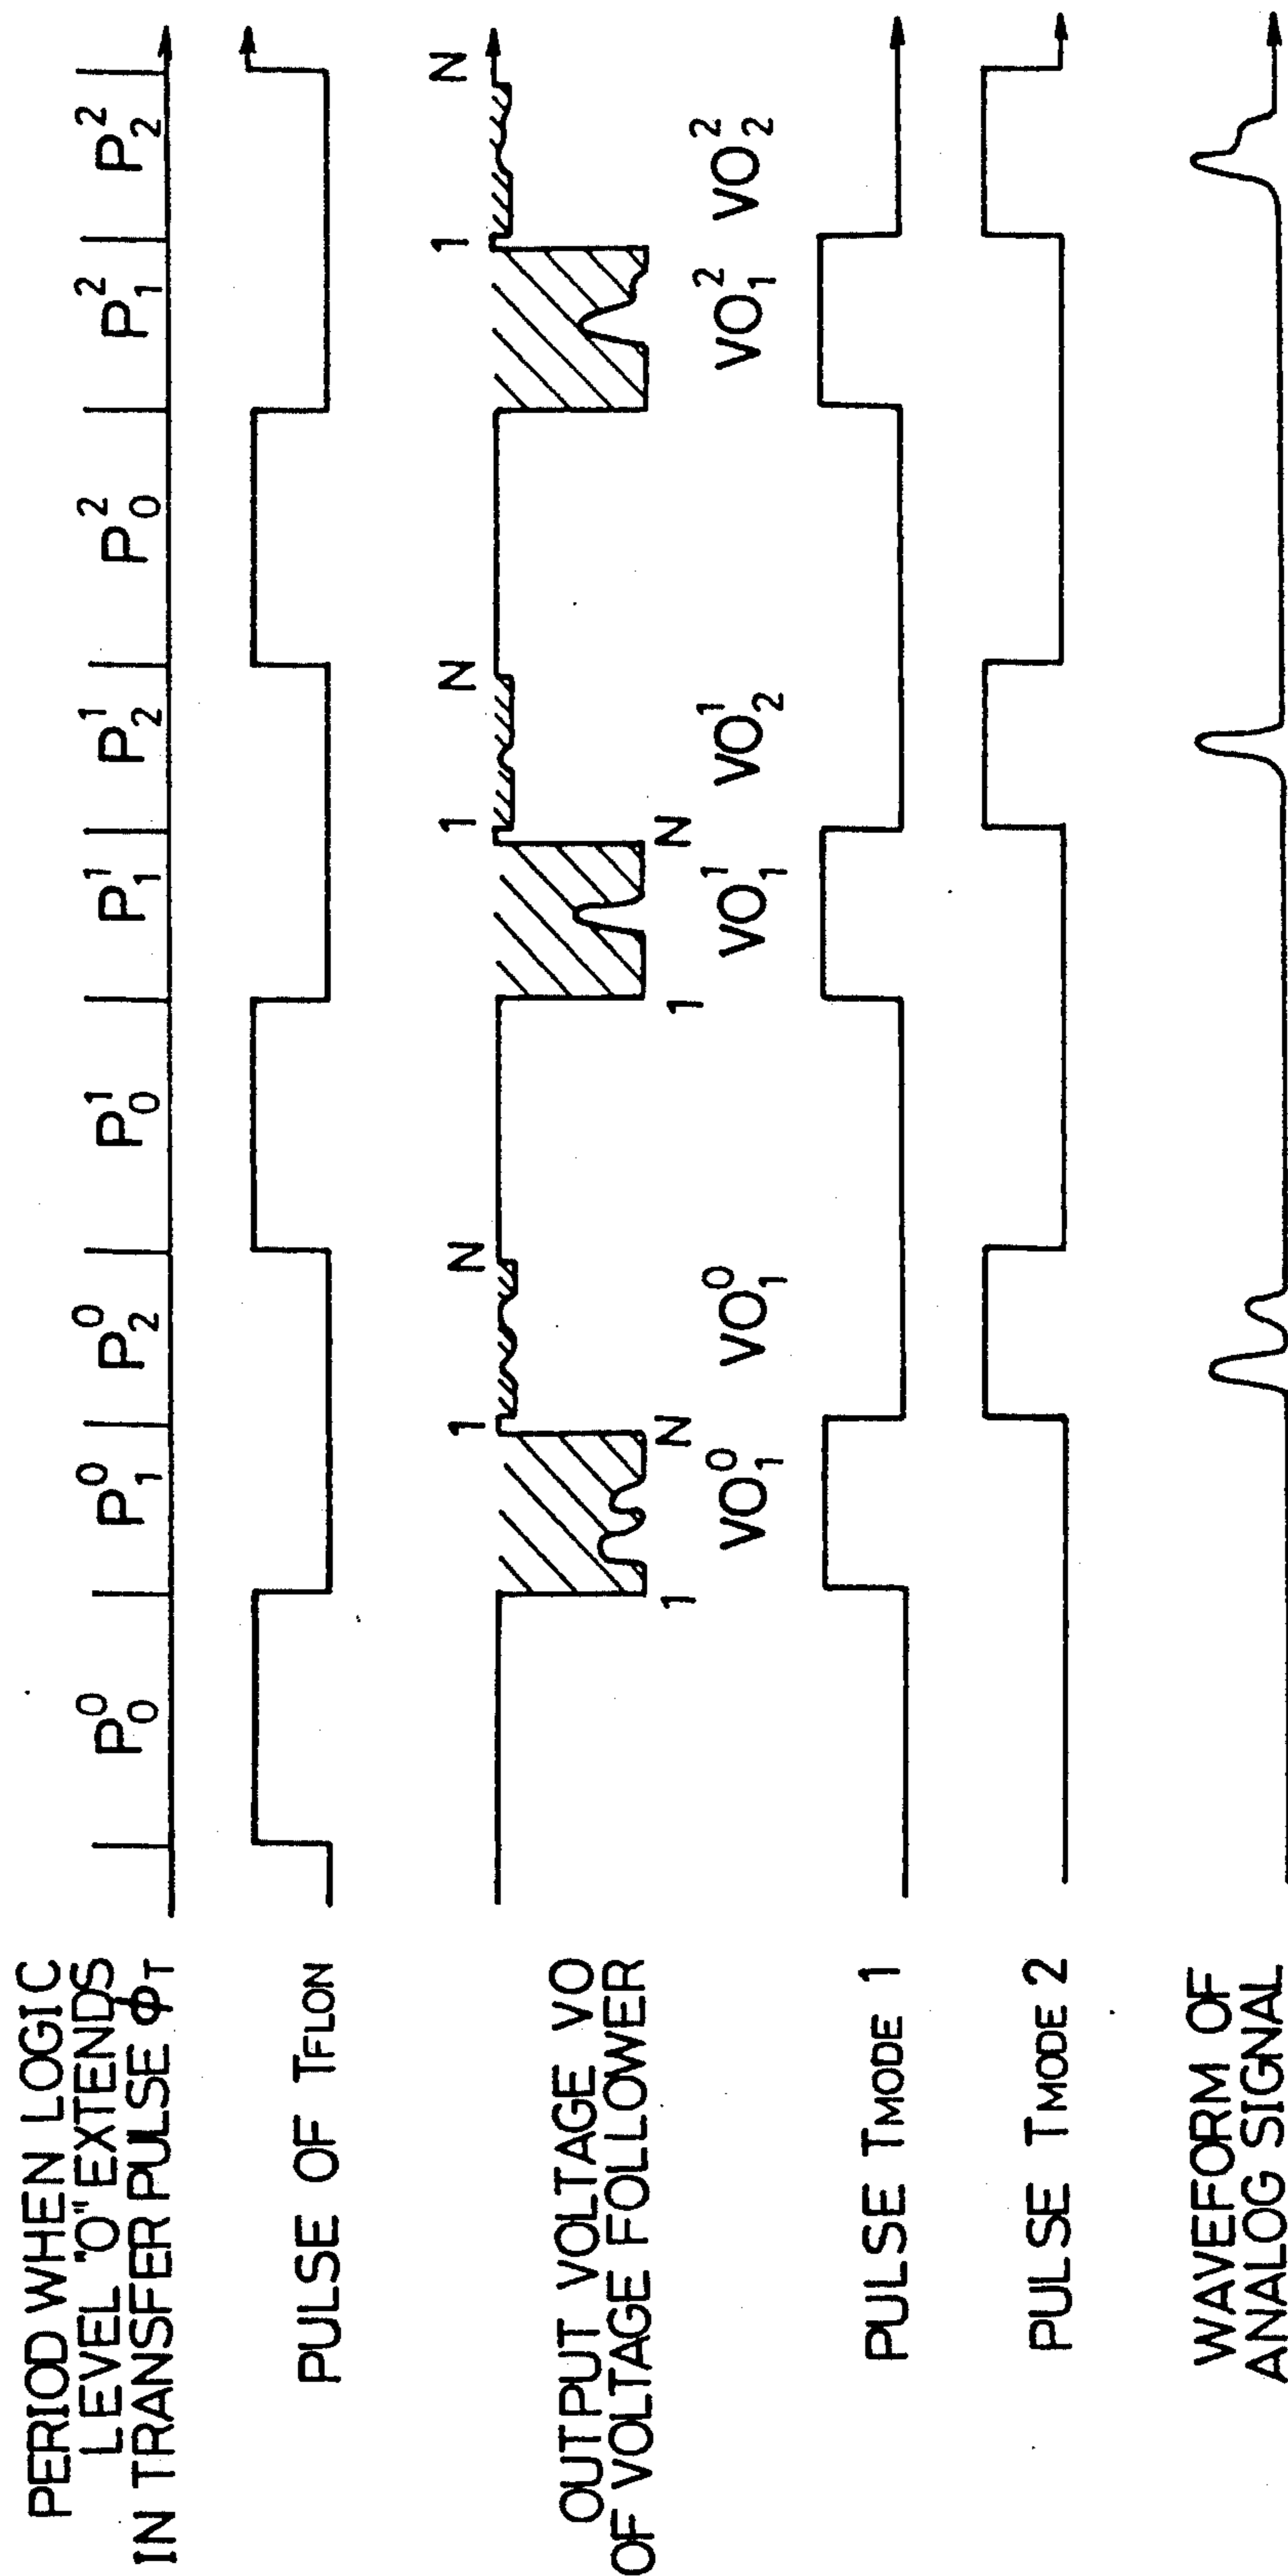 PERIOD WHEN LOGIC
LEVEL "O" EXTENDS
IN TRANSFER PULSE ϕT
P⁰₀ P⁰₁ P⁰₂ P¹₀ P¹₁ P¹₂ P²₀ P²₁ P²₂
PULSE OF TFLON
OUTPUT VOLTAGE VO
OF VOLTAGE FOLLOWER
1 N 1 N 1 N
1 N 1 N
VO⁰₁ VO⁰₁ VO¹₁ VO¹₂ VO²₁ VO²₂
PULSE TMODE 1
PULSE TMODE 2
WAVEFORM OF
ANALOG SIGNAL